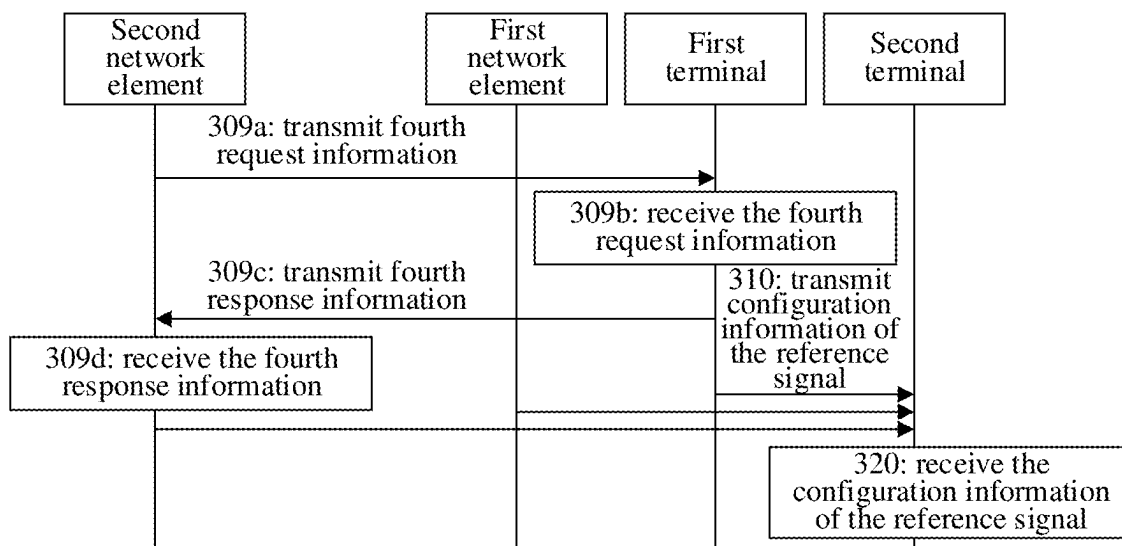 Second
network
element
First
network
element
First
terminal
Second
terminal
309a: transmit fourth
request information
309b: receive the fourth
request information
309c: transmit fourth
response information
310: transmit
configuration
information of
the reference
signal
309d: receive the fourth
response information
320: receive the
configuration information
of the reference signal